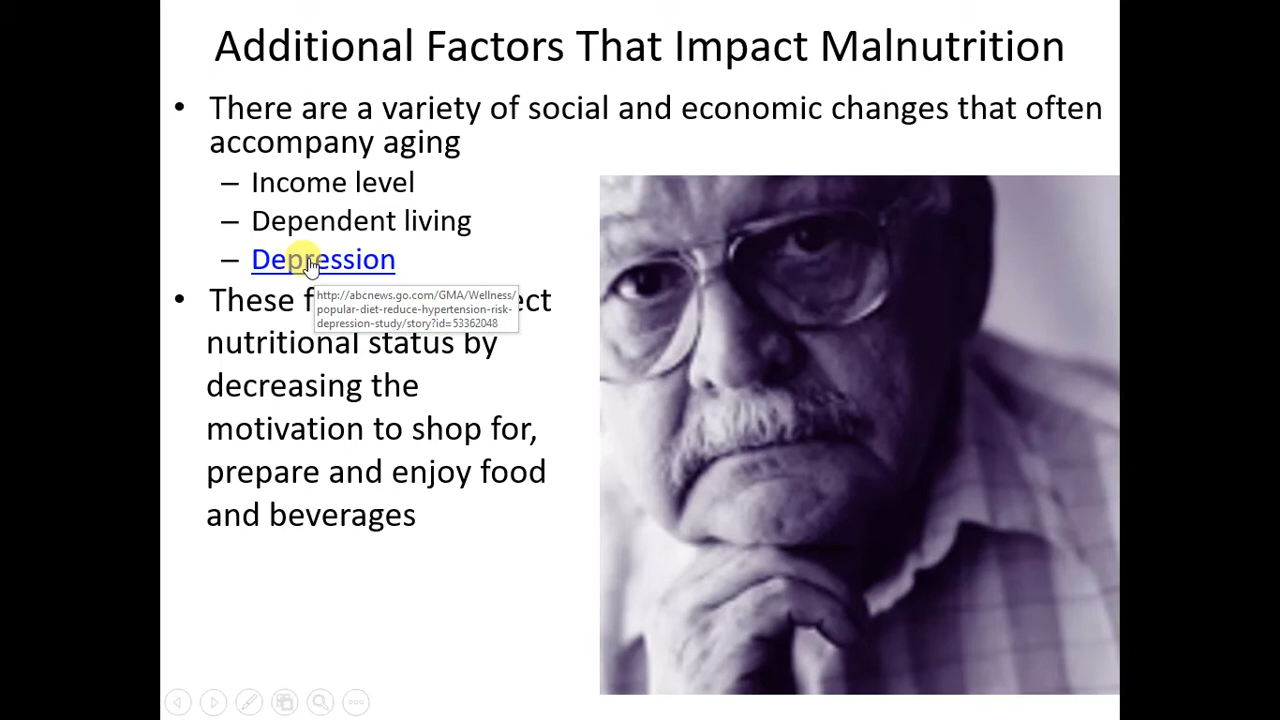 Additional Factors That Impact Malnutrition
• There are a variety of social and economic changes that often
accompany aging
– Income level
– Dependent living
– Depression
• These f ect
http://abcnews.go.com/GMA/Wellness/
popular-diet-reduce-hypertension-risk-
depression-study/story?id=53362048
nutritional status by
decreasing the
motivation to shop for,
prepare and enjoy food
and beverages